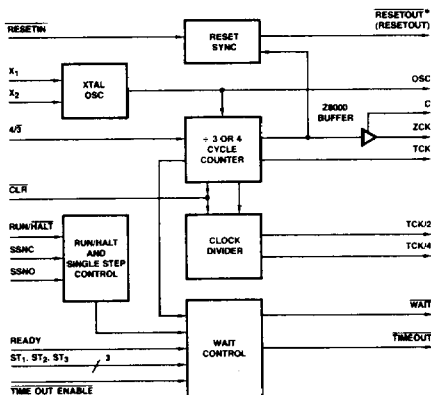 RESETIN
RESET
SYNC
RESETOUT*
(RESETOUT)
X1
X2
XTAL
OSC
OSC
Z8000
BUFFER
C
ZCK
TCK
4/3
÷ 3 OR 4
CYCLE
COUNTER
CLR
CLOCK
DIVIDER
TCK/2
TCK/4
RUN/HALT
SSNC
SSNO
RUN/HALT
AND
SINGLE STEP
CONTROL
READY
ST1, ST2, ST3
3
TIME OUT ENABLE
WAIT
CONTROL
WAIT
TIMEOUT